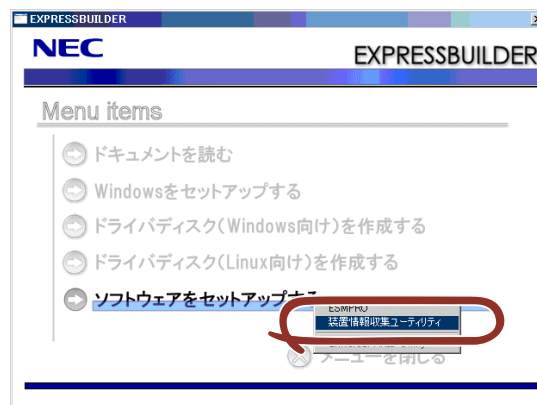 EXPRESSBUILDER
NEC
EXPRESSBUILDER
Menu items
ドキュメントを読む
Windowsをセットアップする
ドライバディスク(Windows向け)を作成する
ドライバディスク(Linux向け)を作成する
ソフトウェアをセットアップする
ESMPRO
装置情報収集ユーティリティ
メニューを閉じる